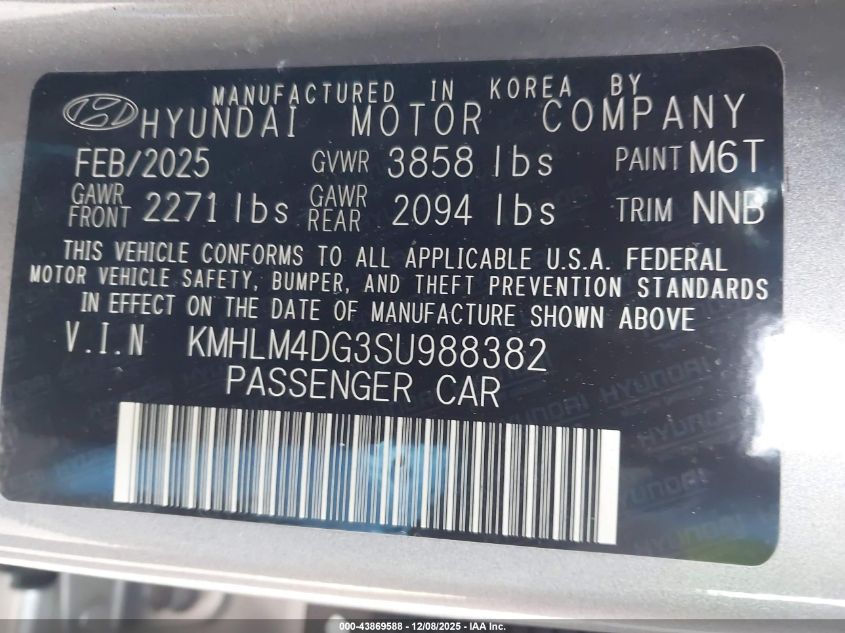 MANUFACTURED IN KOREA BY
HYUNDAI MOTOR COMPANY
FEB/2025 GVWR 3858 lbs PAINT M6T
GAWR FRONT 2271 lbs GAWR REAR 2094 lbs TRIM NNB
THIS VEHICLE CONFORMS TO ALL APPLICABLE U.S.A. FEDERAL
MOTOR VEHICLE SAFETY, BUMPER, AND THEFT PREVENTION STANDARDS
IN EFFECT ON THE DATE OF MANUFACTURE SHOWN ABOVE
V.I.N KMHLM4DG3SU988382
PASSENGER CAR
HYUNDAI HYUNDAI
HYUNDAI
000-43869588 - 12/08/2025 - IAA Inc.